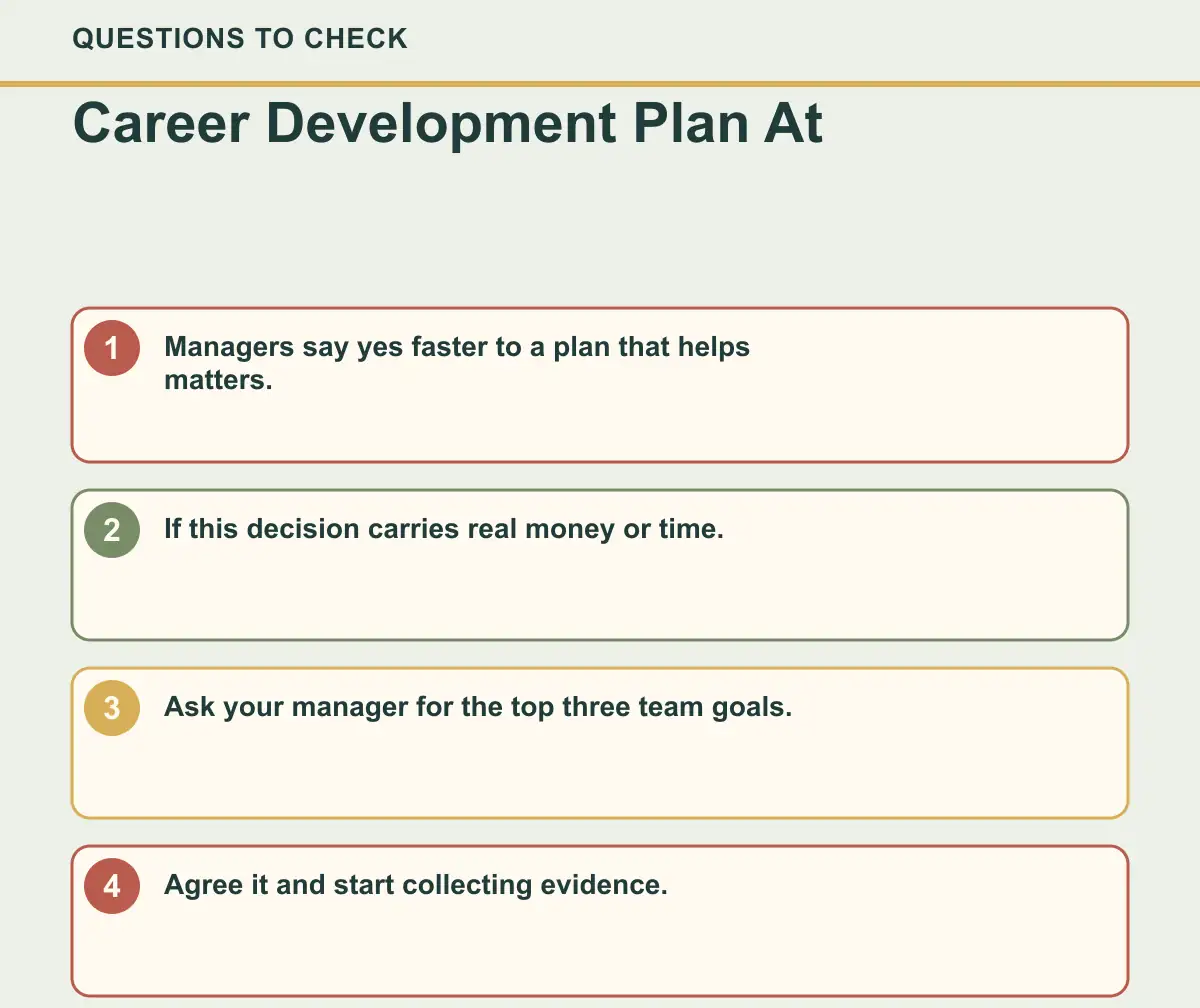 QUESTIONS TO CHECK
Career Development Plan At
1
Managers say yes faster to a plan that helps
matters.
2
If this decision carries real money or time.
3
Ask your manager for the top three team goals.
4
Agree it and start collecting evidence.